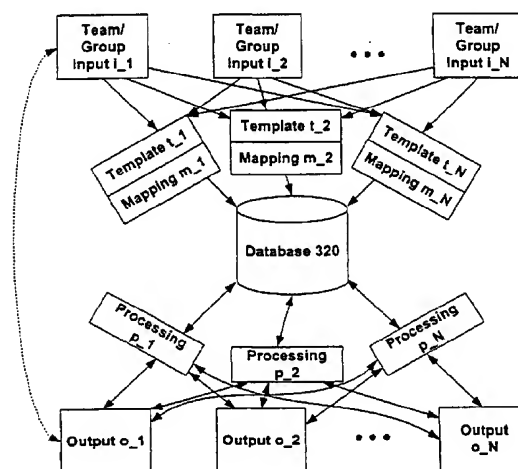 Team/
Group
Input i_1
Team/
Group
Input i_2
Team/
Group
Input i_N
Template t_1
Mapping m_1
Template t_2
Mapping m_2
Template t_N
Mapping m_N
Database 320
Processing
p_1
Processing
p_2
Processing
p_N
Output o_1
Output o_2
Output
o_N